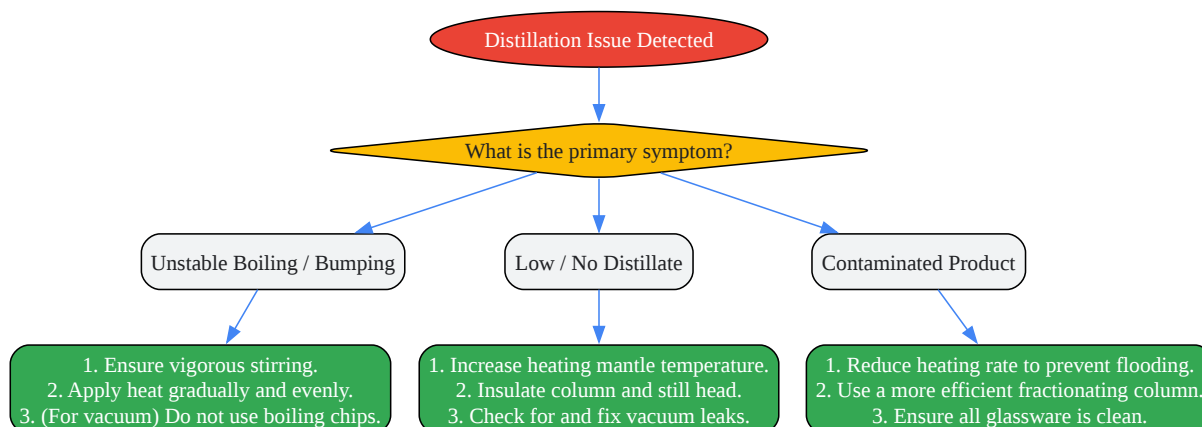 Distillation Issue Detected
What is the primary symptom?
Unstable Boiling / Bumping
Low / No Distillate
Contaminated Product
1. Ensure vigorous stirring.
2. Apply heat gradually and evenly.
3. (For vacuum) Do not use boiling chips.
1. Increase heating mantle temperature.
2. Insulate column and still head.
3. Check for and fix vacuum leaks.
1. Reduce heating rate to prevent flooding.
2. Use a more efficient fractionating column.
3. Ensure all glassware is clean.